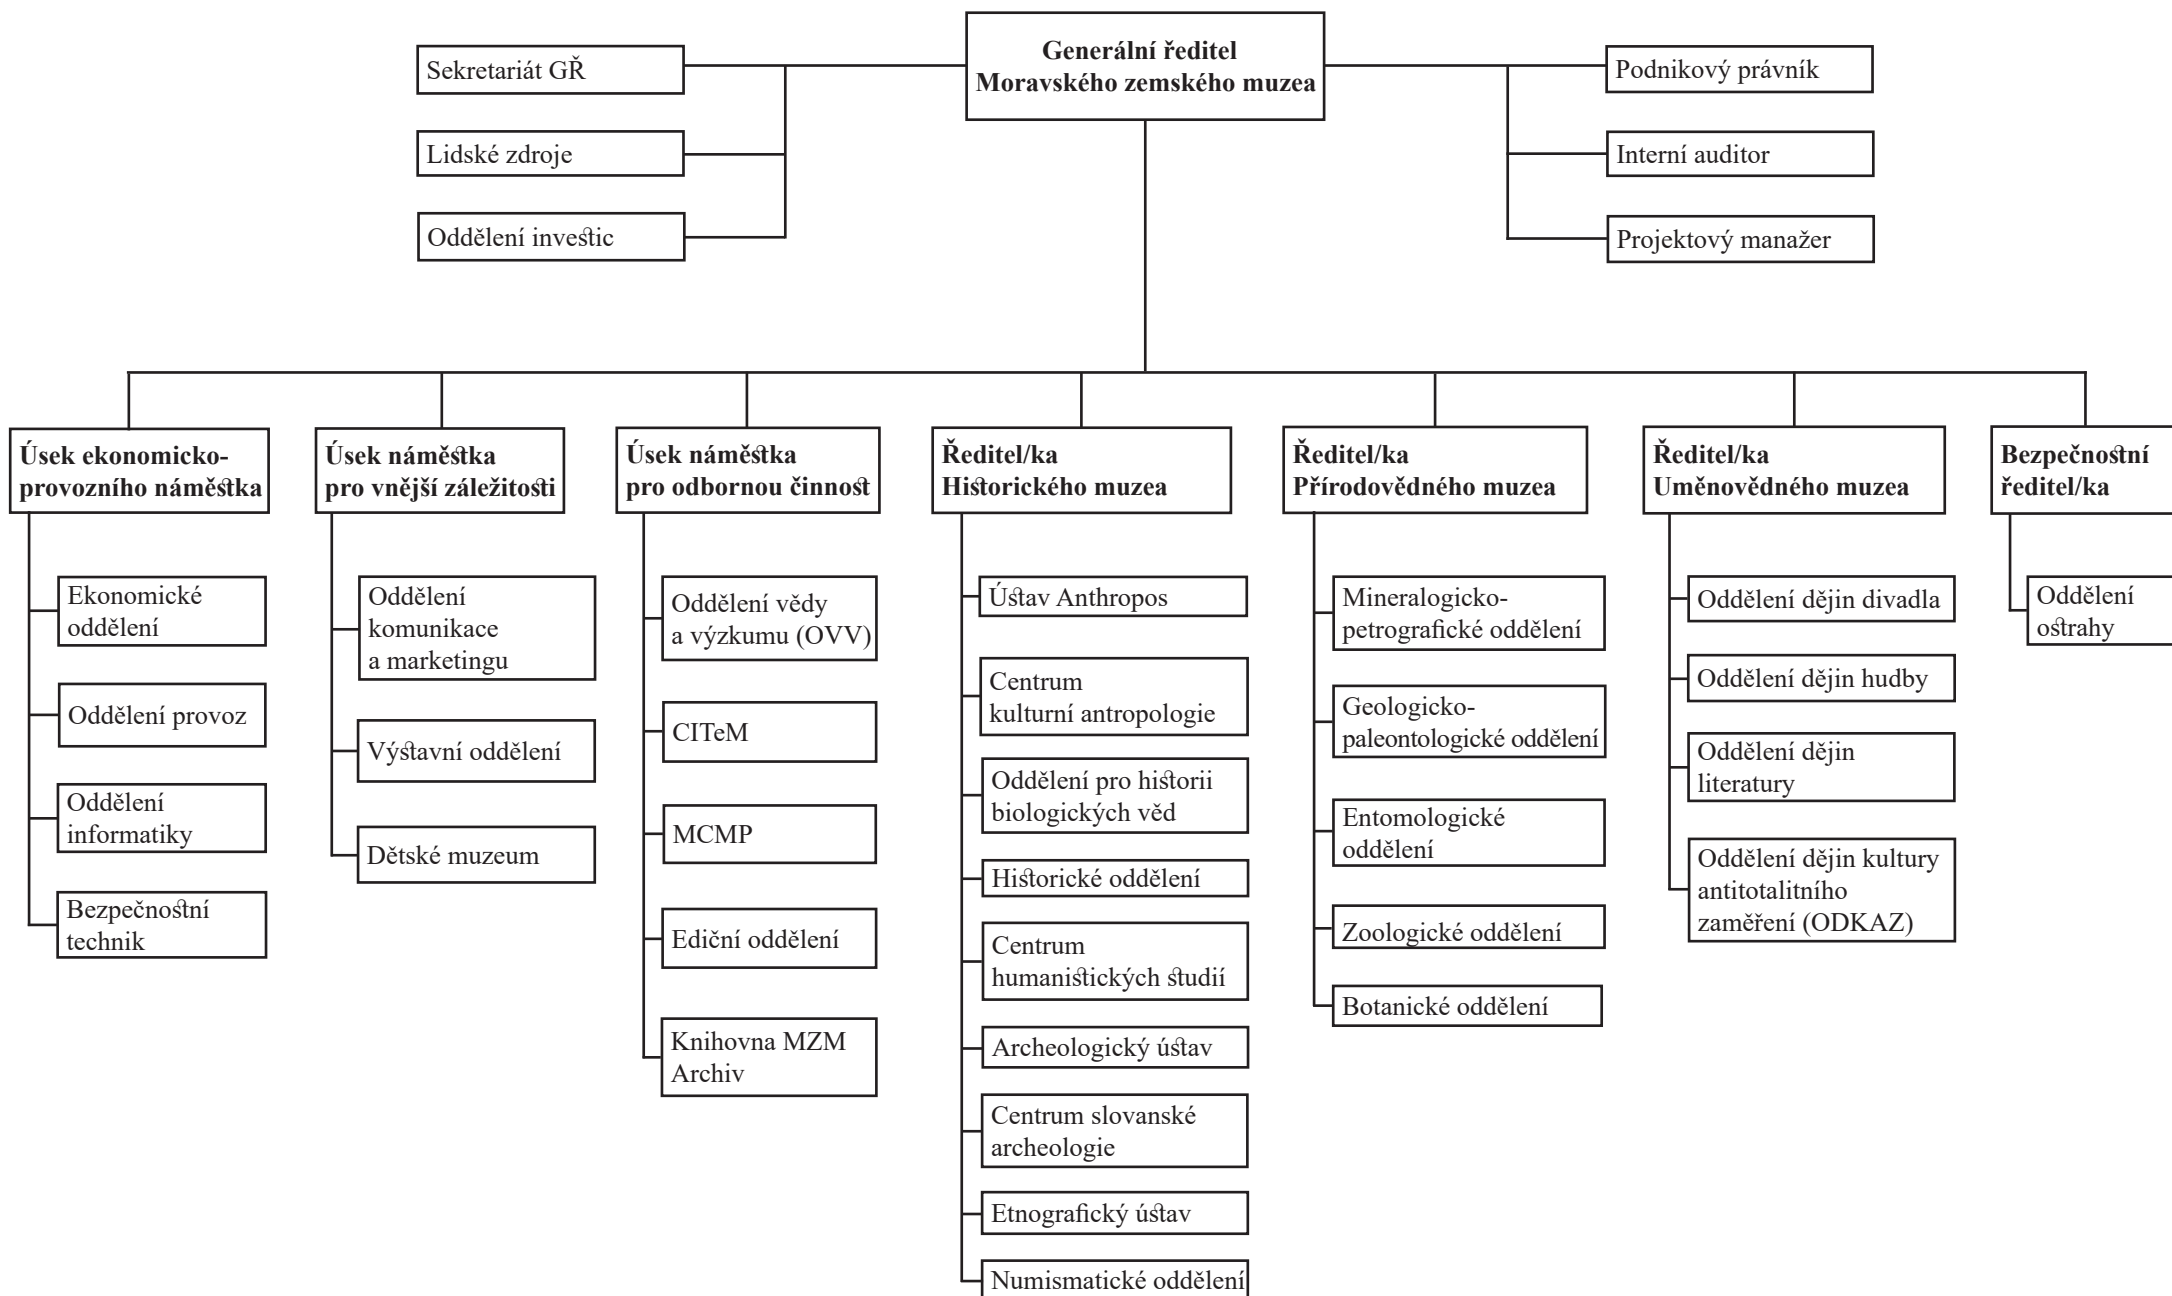 Generální ředitel
Moravského zemského muzea
Sekretariát GŘ
Lidské zdroje
Oddělení investic
Podnikový právník
Interní auditor
Projektový manažer
Úsek ekonomicko-
provozního náměstka
Ekonomické
oddělení
Oddělení provoz
Oddělení
informatiky
Bezpečnostní
technik
Úsek náměstka
pro vnější záležitosti
Oddělení
komunikace
a marketingu
Výstavní oddělení
Dětské muzeum
Úsek náměstka
pro odbornou činnost
Oddělení vědy
a výzkumu (OVV)
CITeM
MCMP
Ediční oddělení
Knihovna MZM
Archiv
Ředitel/ka
Historického muzea
Ústav Anthropos
Centrum
kulturní antropologie
Oddělení pro historii
biologických věd
Historické oddělení
Centrum
humanistických studií
Archeologický ústav
Centrum slovanské
archeologie
Etnografický ústav
Numismatické oddělení
Ředitel/ka
Přírodovědného muzea
Mineralogicko-
petrografické oddělení
Geologicko-
paleontologické oddělení
Entomologické
oddělení
Zoologické oddělení
Botanické oddělení
Ředitel/ka
Uměnovědného muzea
Oddělení dějin divadla
Oddělení dějin hudby
Oddělení dějin
literatury
Oddělení dějin kultury
antitotalitního
zaměření (ODKAZ)
Bezpečnostní
ředitel/ka
Oddělení
ostrahy